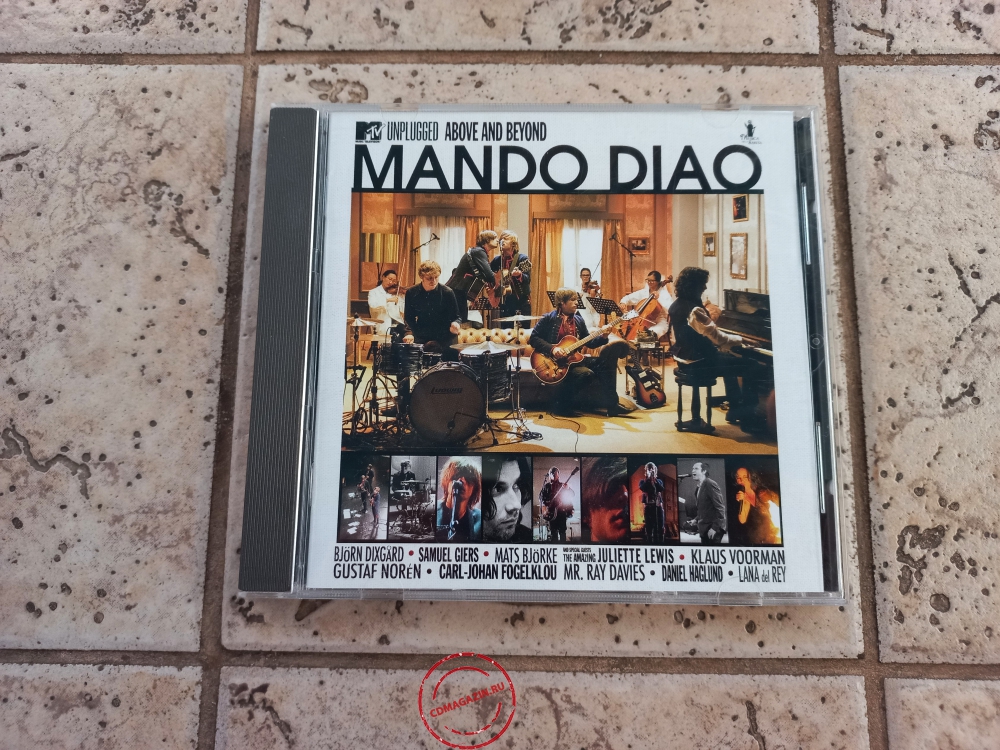 MTV UNPLUGGED ABOVE AND BEYOND
MANDO DIAO
BJÖRN DIXGÅRD • SAMUEL GIERS • MATS BJÖRKE AND SPECIAL GUESTS THE AMAZING JULIETTE LEWIS • KLAUS VOORMAN
GUSTAF NORÉN • CARL-JOHAN FOGELKLOU MR. RAY DAVIES • DANIEL HAGLUND • LANA del REY
CDMAGAZIN.RU